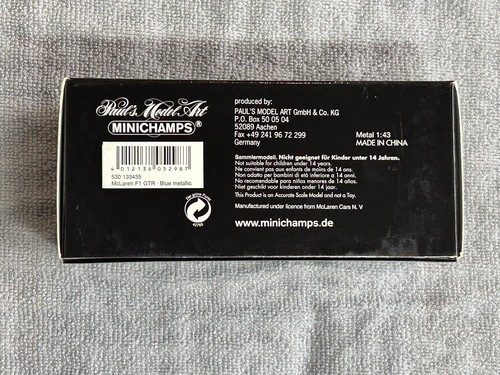 Paul's Model Art
MINICHAMPS®
4 012138 052987
530 133435
McLaren F1 GTR · Blue metallic
produced by:
PAUL'S MODEL ART GmbH & Co. KG
P.O. Box 50 05 04
52089 Aachen
Fax +49 241 96 72 299
Germany
Metal 1:43
MADE IN CHINA
Sammlermodell. Nicht geeignet für Kinder unter 14 Jahren.
Not suitable for children under 14 years.
Ne convient pas aux enfants de moins de 14 ans.
Non adatto per bambini di età inferiore ai 14 anni.
No recomendable para niños menores de 14 años.
Niet geschikt voor kinderen onder 14 jaar.
This Product is an Accurate Scale Model and not a Toy.
Manufactured under licence from McLaren Cars N. V
www.minichamps.de